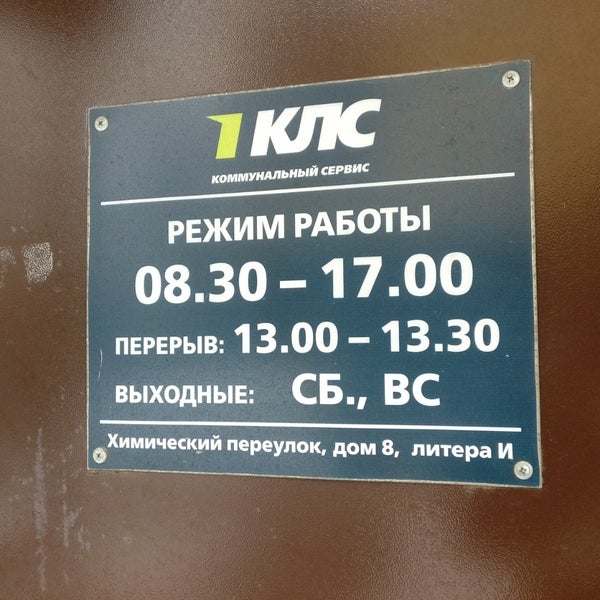 1КЛС
КОММУНАЛЬНЫЙ СЕРВИС
РЕЖИМ РАБОТЫ
08.30 – 17.00
ПЕРЕРЫВ: 13.00 – 13.30
ВЫХОДНЫЕ: СБ., ВС
Химический переулок, дом 8, литера И